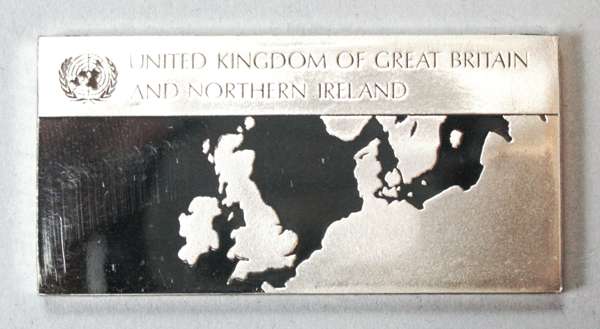 UNITED KINGDOM OF GREAT BRITAIN
AND NORTHERN IRELAND